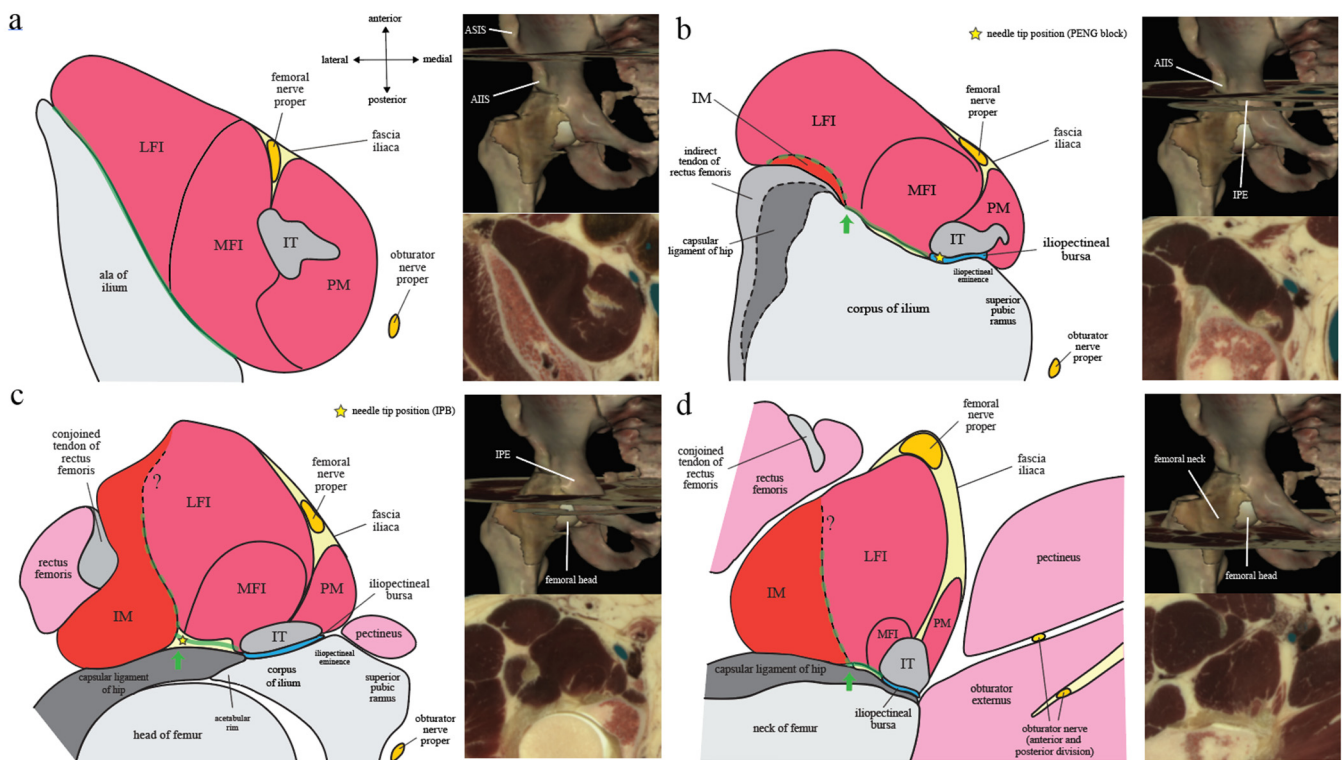 a
anterior
lateral
medial
posterior
femoral
nerve
proper
fascia
iliaca
LFI
MFI
IT
PM
ala of
ilium
obturator
nerve
proper
ASIS
AIIS
b
needle tip position (PENG block)
IM
LFI
femoral
nerve
proper
fascia
iliaca
indirect
tendon of
rectus femoris
MFI
PM
capsular
ligament of hip
IT
iliopectineal
bursa
iliopectineal
eminence
corpus of ilium
superior
pubic
ramus
obturator
nerve
proper
AIIS
IPE
c
needle tip position (IPB)
conjoined
tendon of
rectus
femoris
?
LFI
femoral
nerve
proper
fascia
iliaca
rectus
femoris
IM
MFI
PM
iliopectineal
bursa
IT
pectineus
iliopectineal
eminence
capsular ligament
of hip
corpus
of ilium
superior
pubic
ramus
acetabular
rim
head of femur
obturator
nerve
proper
IPE
femoral head
d
femoral
nerve
proper
conjoined
tendon of
rectus
femoris
rectus
femoris
fascia
iliaca
?
LFI
pectineus
IM
MFI
PM
IT
capsular ligament of hip
iliopectineal
bursa
obturator
externus
neck of femur
obturator nerve
(anterior and
posterior division)
femoral neck
femoral head